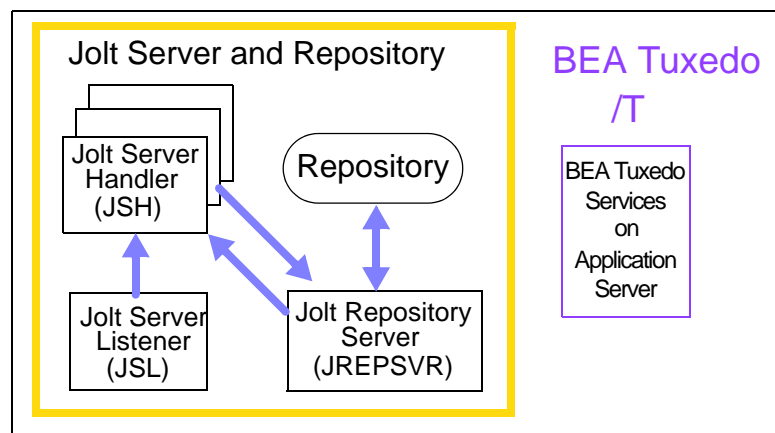 Jolt Server and Repository
Jolt Server
Handler
(JSH)
Repository
Jolt Server
Listener
(JSL)
Jolt Repository
Server
(JREPSVR)
BEA Tuxedo
/T
BEA Tuxedo
Services
on
Application
Server